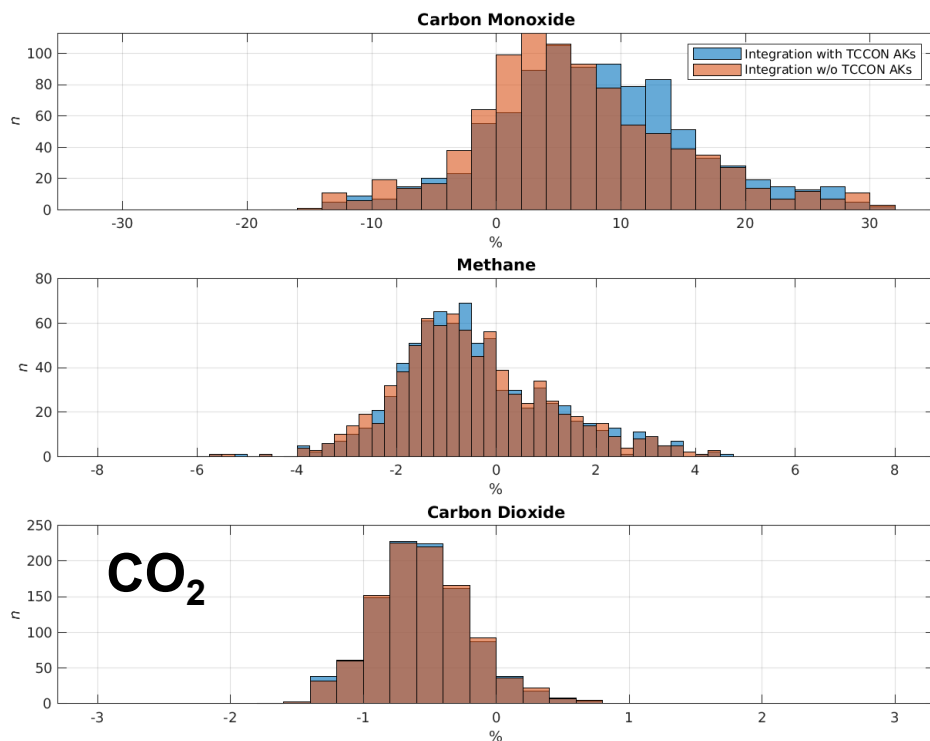 Carbon Monoxide
Integration with TCCON AKs
Integration w/o TCCON AKs
n
100
80
60
40
20
0
-30 -20 -10 0 10 20 30
%
Methane
n
80
60
40
20
0
-8 -6 -4 -2 0 2 4 6 8
%
Carbon Dioxide
CO₂
n
250
200
150
100
50
0
-3 -2 -1 0 1 2 3
%